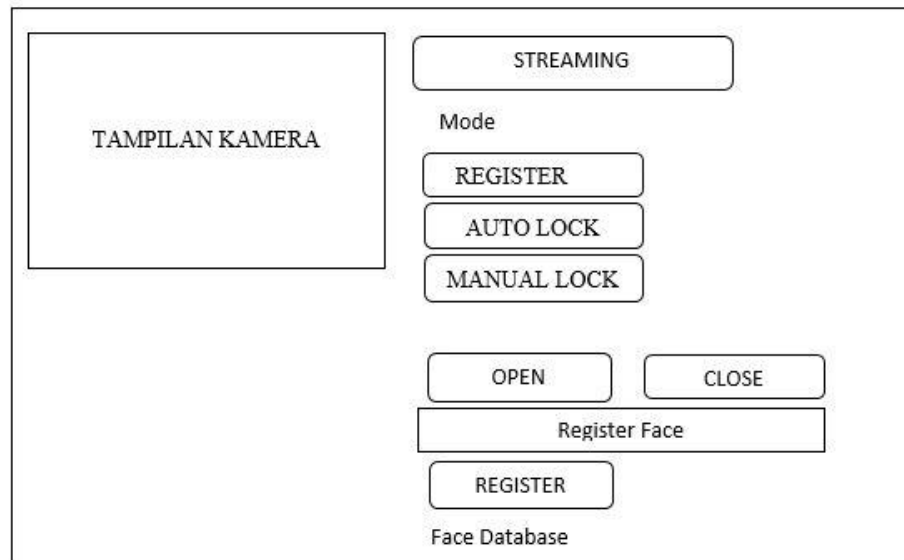 TAMPILAN KAMERA
STREAMING
Mode
REGISTER
AUTO LOCK
MANUAL LOCK
OPEN
CLOSE
Register Face
REGISTER
Face Database